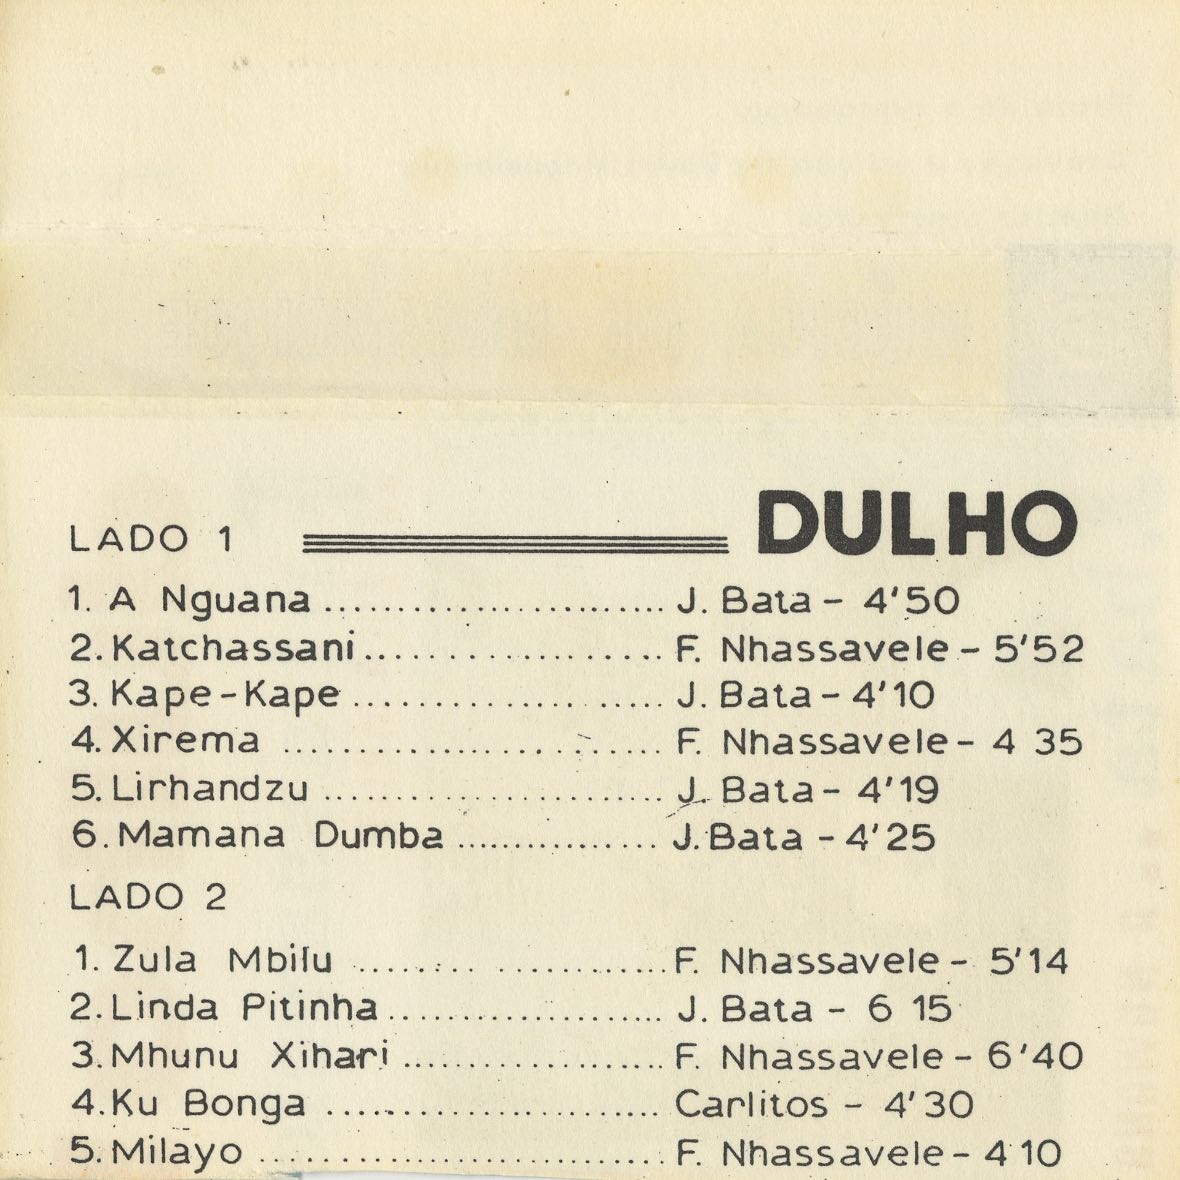 DULHO
LADO 1
1. A Nguana ...................... J. Bata - 4'50
2. Katchassani .................... F. Nhassavele - 5'52
3. Kape-Kape .................... J. Bata - 4'10
4. Xirema ......................... F. Nhassavele - 4 35
5. Lirhandzu ...................... J. Bata - 4'19
6. Mamana Dumba ................ J. Bata - 4'25
LADO 2
1. Zula Mbilu .................... F. Nhassavele - 5'14
2. Linda Pitinha ................... J. Bata - 6 15
3. Mhunu Xihari .................. F. Nhassavele - 6'40
4. Ku Bonga ...................... Carlitos - 4'30
5. Milayo ........................... F. Nhassavele - 4 10